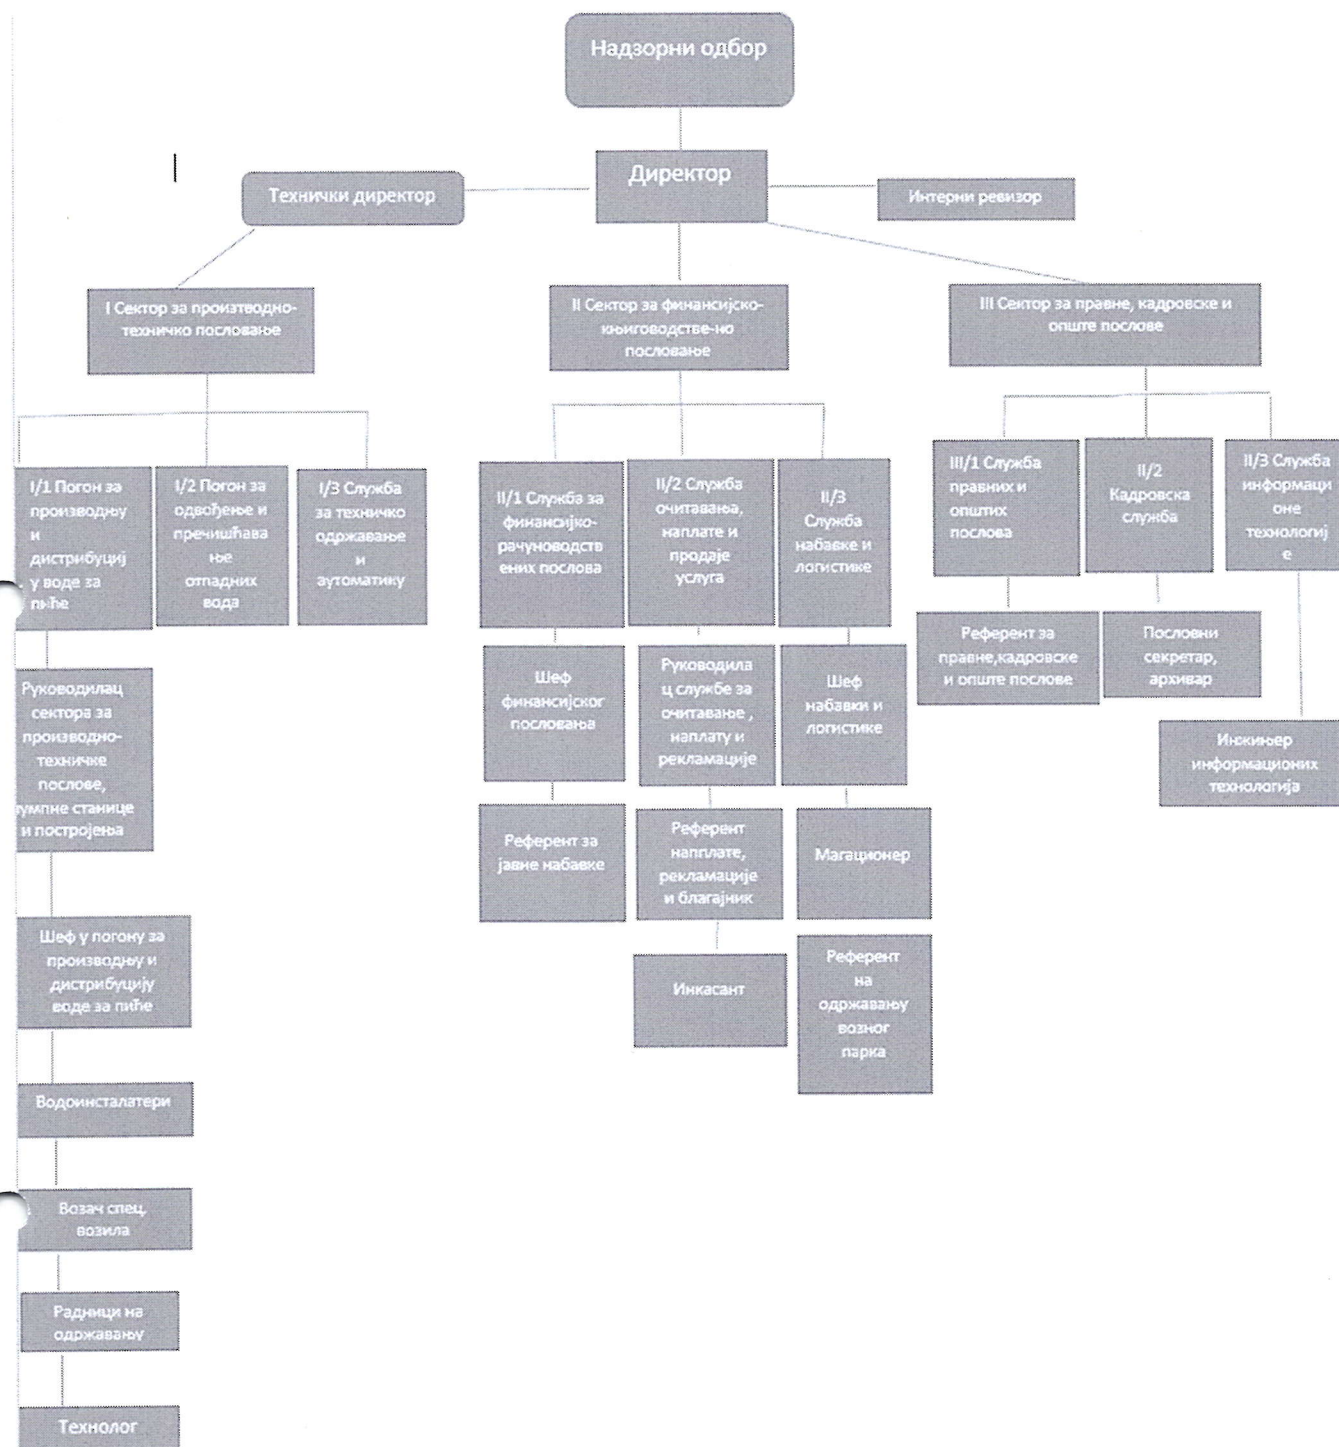 Надзорни одбор
Директор
Технички директор
Интерни ревизор
I Сектор за произтводно-
техничко пословање
II Сектор за финансијско-
књиговодстве-но
пословање
III Сектор за правне, кадровске и
опште послове
I/1 Погон за
производњу
и
дистрибуциј
у воде за
пиће
I/2 Погон за
одвођење и
пречишћава
ње
отпадних
вода
I/3 Служба
за техничко
одржавање
и
аутоматику
II/1 Служба за
финансијко-
рачуноводств
ених послова
II/2 Служба
очитавања,
наплате и
продаје
услуга
II/3
Служба
набавке и
логистике
III/1 Служба
правних и
општих
послова
II/2
Кадровска
служба
II/3 Служба
информаци
оне
технологиј
е
Руководилац
сектора за
производно-
техничке
послове,
умпне станице
и постројења
Шеф
финансијског
пословања
Руководила
ц службе за
очитавање ,
наплату и
рекламације
Шеф
набавки и
логистике
Референт за
правне,кадровске
и опште послове
Пословни
секретар,
архивар
Инжињер
информационих
технологија
Референт за
јавне набавке
Референт
напплате,
рекламације
и благајник
Магационер
Шеф у погону за
производњу и
дистрибуцију
воде за пиће
Инкасант
Референт
на
одржавању
возног
парка
Водоинсталатери
Возач спец.
возила
Радници на
одржавању
Технолог